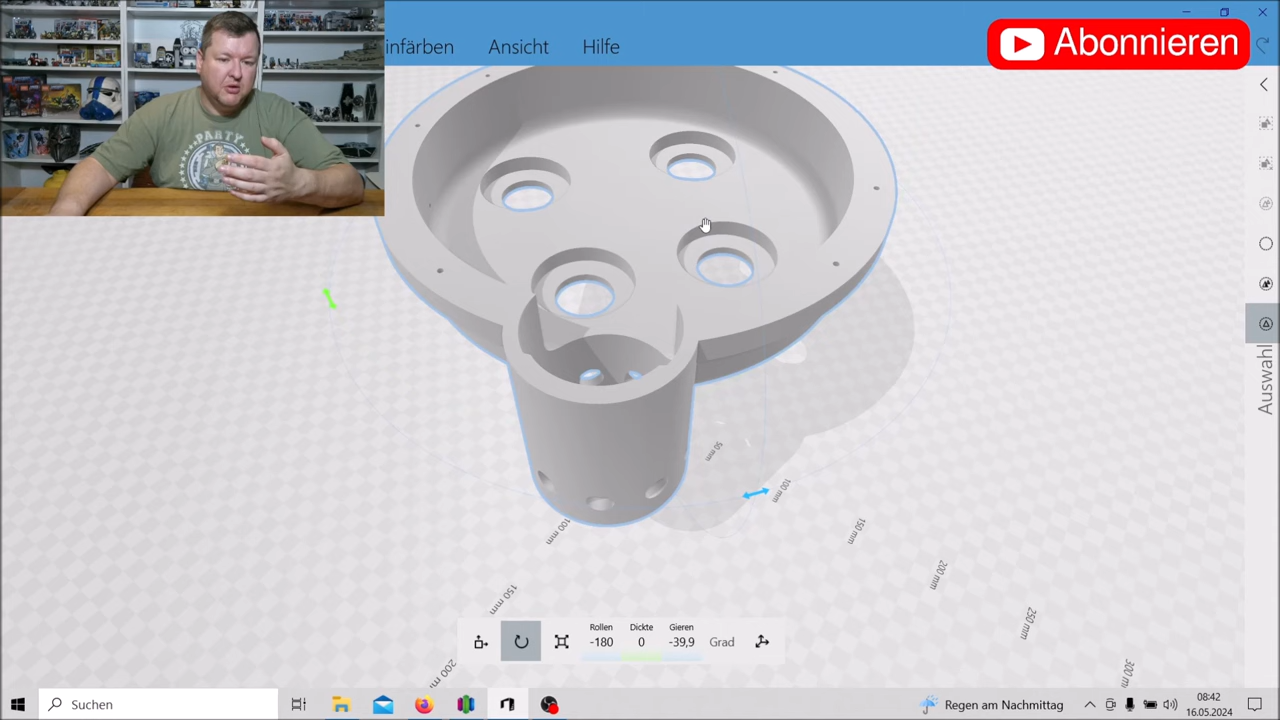 infärben Ansicht Hilfe
Abonnieren
PARTY
Auswahl
50 mm
100 mm
100 mm
150 mm
150 mm
200 mm
200 mm
250 mm
300 mm
Rollen Dickte Gieren
-180 0 -39,9 Grad
Suchen
Regen am Nachmittag
08:42
16.05.2024